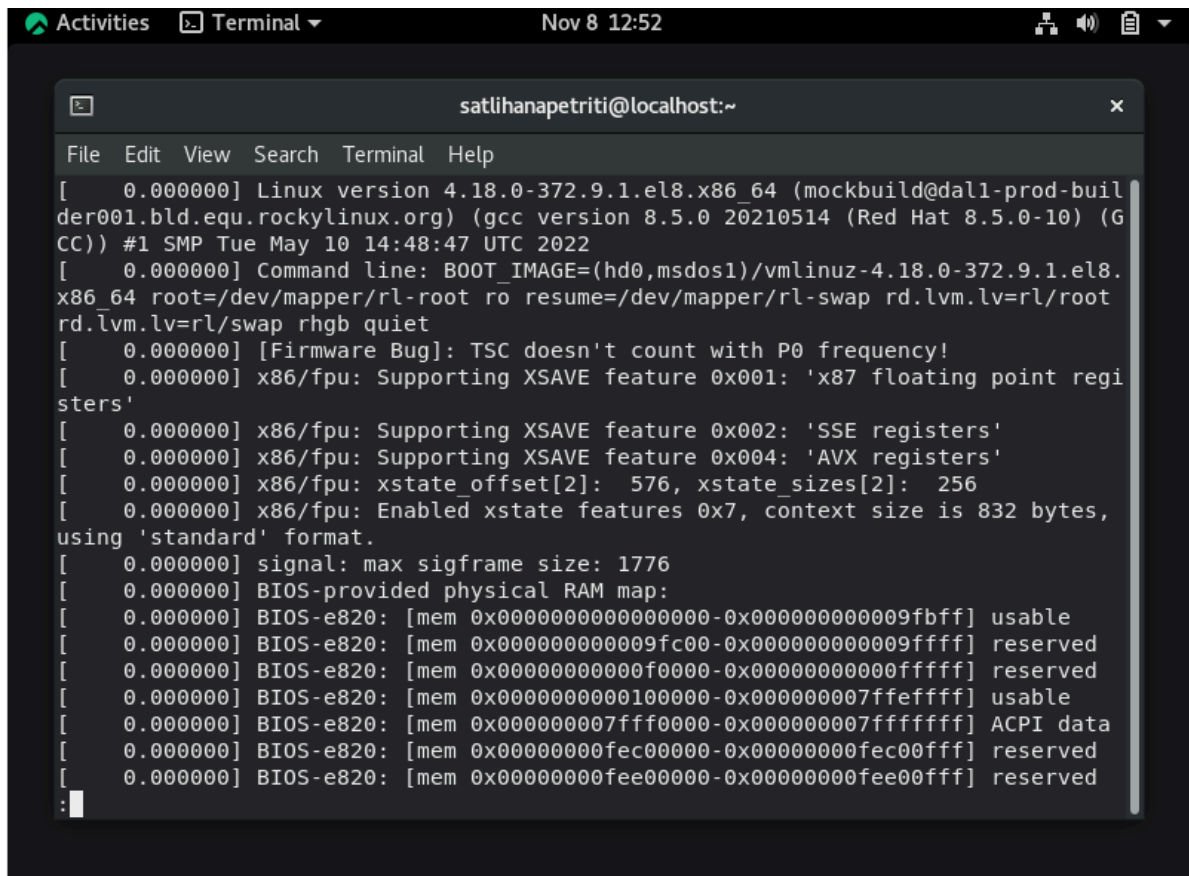 Activities Terminal Nov 8 12:52
satlihanapetriti@localhost:~ ×
File Edit View Search Terminal Help
[    0.000000] Linux version 4.18.0-372.9.1.el8.x86_64 (mockbuild@dal1-prod-buil
der001.bld.equ.rockylinux.org) (gcc version 8.5.0 20210514 (Red Hat 8.5.0-10) (G
CC)) #1 SMP Tue May 10 14:48:47 UTC 2022
[    0.000000] Command line: BOOT_IMAGE=(hd0,msdos1)/vmlinuz-4.18.0-372.9.1.el8.
x86_64 root=/dev/mapper/rl-root ro resume=/dev/mapper/rl-swap rd.lvm.lv=rl/root
rd.lvm.lv=rl/swap rhgb quiet
[    0.000000] [Firmware Bug]: TSC doesn't count with P0 frequency!
[    0.000000] x86/fpu: Supporting XSAVE feature 0x001: 'x87 floating point regi
sters'
[    0.000000] x86/fpu: Supporting XSAVE feature 0x002: 'SSE registers'
[    0.000000] x86/fpu: Supporting XSAVE feature 0x004: 'AVX registers'
[    0.000000] x86/fpu: xstate_offset[2]:  576, xstate_sizes[2]:  256
[    0.000000] x86/fpu: Enabled xstate features 0x7, context size is 832 bytes,
using 'standard' format.
[    0.000000] signal: max sigframe size: 1776
[    0.000000] BIOS-provided physical RAM map:
[    0.000000] BIOS-e820: [mem 0x0000000000000000-0x000000000009fbff] usable
[    0.000000] BIOS-e820: [mem 0x000000000009fc00-0x000000000009ffff] reserved
[    0.000000] BIOS-e820: [mem 0x00000000000f0000-0x00000000000fffff] reserved
[    0.000000] BIOS-e820: [mem 0x0000000000100000-0x000000007ffeffff] usable
[    0.000000] BIOS-e820: [mem 0x000000007fff0000-0x000000007fffffff] ACPI data
[    0.000000] BIOS-e820: [mem 0x00000000fec00000-0x00000000fec00fff] reserved
[    0.000000] BIOS-e820: [mem 0x00000000fee00000-0x00000000fee00fff] reserved
: